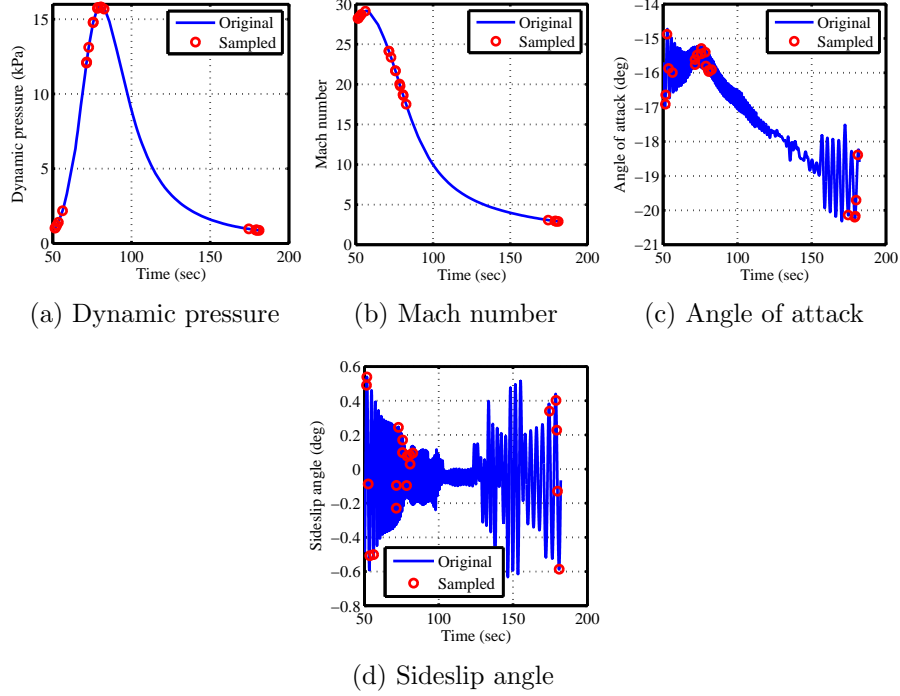 Dynamic pressure (kPa)
15
10
5
0
50
100
150
200
Time (sec)
Original
Sampled
(a) Dynamic pressure
Mach number
30
25
20
15
10
5
0
50
100
150
200
Time (sec)
Original
Sampled
(b) Mach number
Angle of attack (deg)
−14
−15
−16
−17
−18
−19
−20
−21
50
100
150
200
Time (sec)
Original
Sampled
(c) Angle of attack
Sideslip angle (deg)
0.6
0.4
0.2
0
−0.2
−0.4
−0.6
−0.8
50
100
150
200
Time (sec)
Original
Sampled
(d) Sideslip angle